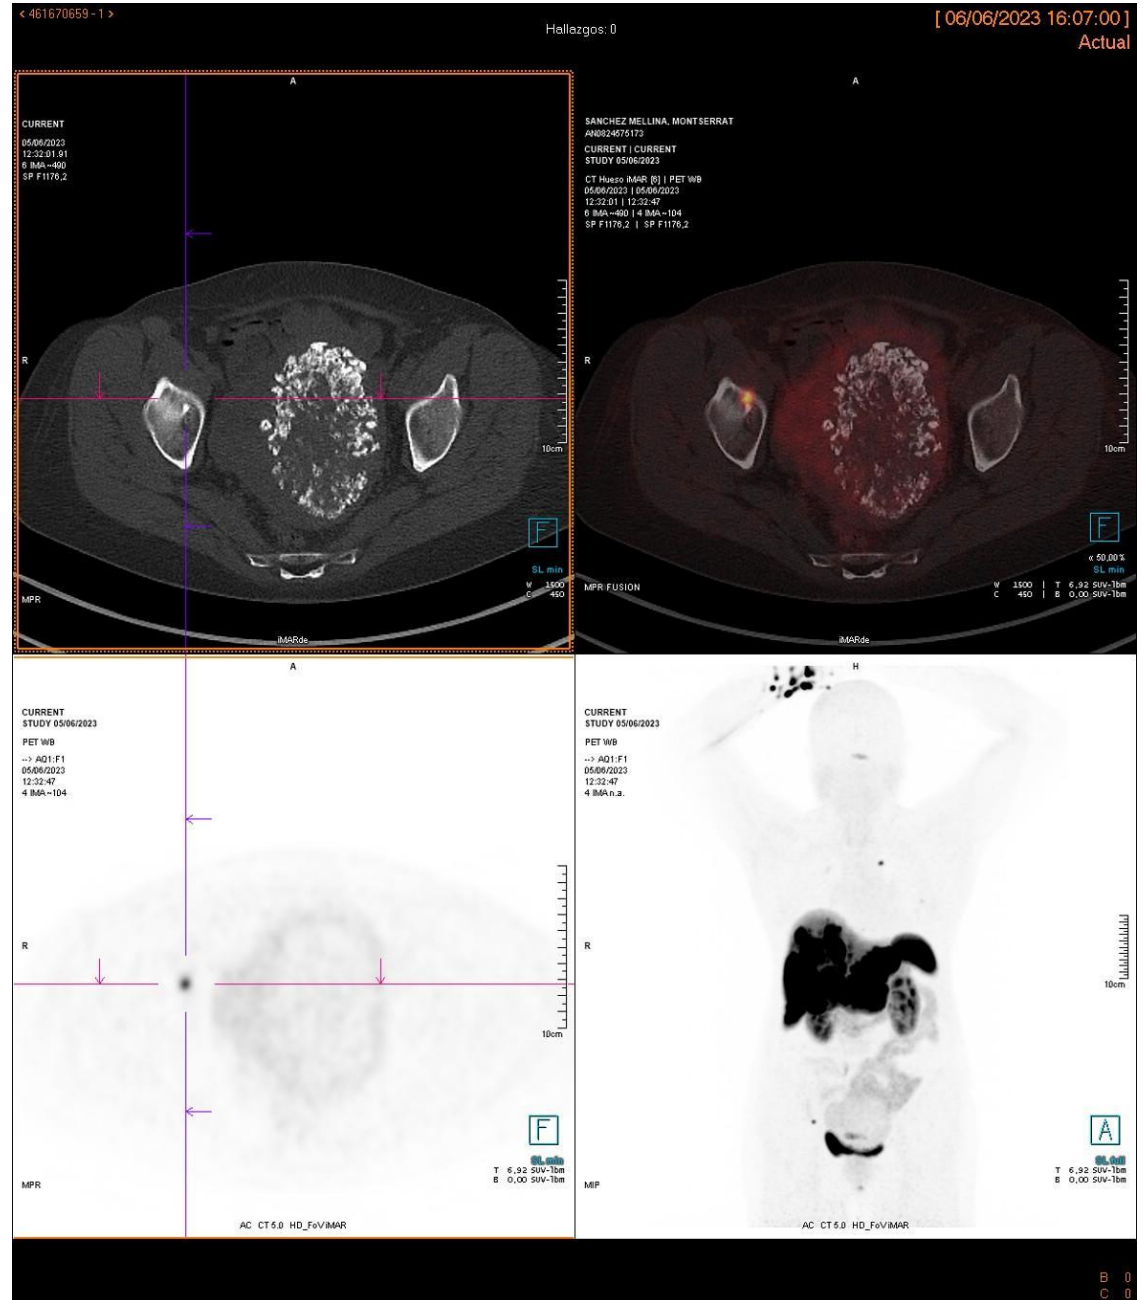 < 461670659 - 1 >
Hallazgos: 0
[ 06/06/2023 16:07:00 ]
Actual
A
CURRENT
05/06/2023
12:32:01.91
6 IMA~490
SP F1176,2
R
10cm
F
SL min
W 1500
C 450
MPR
iMARde
A
SANCHEZ MELLINA, MONTSERRAT
AN0824575173
CURRENT | CURRENT
STUDY 05/06/2023
CT Hueso iMAR [6] | PET WB
05/06/2023 | 05/06/2023
12:32:01 | 12:32:47
6 IMA~490 | 4 IMA~104
SP F1176,2 | SP F1176,2
R
10cm
F
« 50,00%
SL min
W 1500 | T 6,92 SUV-lbm
C 450 | B 0,00 SUV-lbm
MPR FUSION
iMARde
A
CURRENT
STUDY 05/06/2023
PET WB
--> AQ1:F1
05/06/2023
12:32:47
4 IMA~104
R
10cm
F
SL min
T 6,92 SUV-lbm
B 0,00 SUV-lbm
MPR
AC CT 5.0 HD_FoV iMAR
H
CURRENT
STUDY 05/06/2023
PET WB
--> AQ1:F1
05/06/2023
12:32:47
4 IMA n.a.
R
10cm
A
SL full
T 6,92 SUV-lbm
B 0,00 SUV-lbm
MIP
AC CT 5.0 HD_FoV iMAR
B 0
C 0